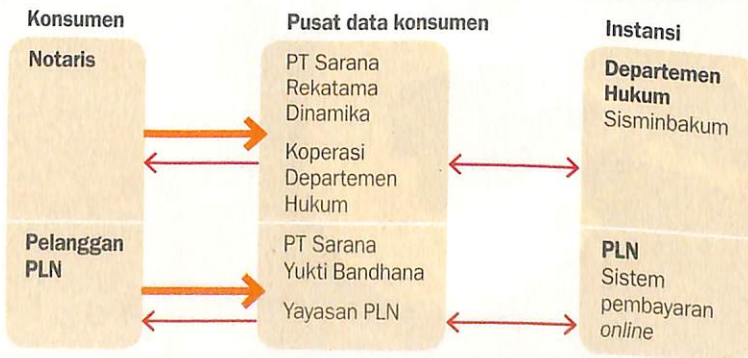 Konsumen
Notaris
Pelanggan
PLN
Pusat data konsumen
PT Sarana
Rekatama
Dinamika
Koperasi
Departemen
Hukum
PT Sarana
Yukti Bandhana
Yayasan PLN
Instansi
Departemen
Hukum
Sisminbakum
PLN
Sistem
pembayaran
online